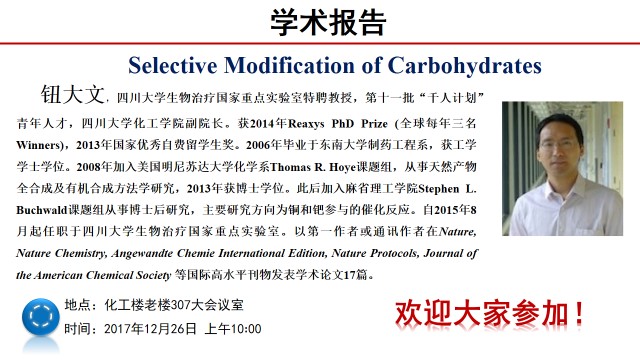 学术报告
Selective Modification of Carbohydrates
钮大文，四川大学生物治疗国家重点实验室特聘教授，第十一批“千人计划”
青年人才，四川大学化工学院副院长。获2014年Reaxys PhD Prize (全球每年三名
Winners)，2013年国家优秀自费留学生奖。2006年毕业于东南大学制药工程系，获工学
学士学位。2008年加入美国明尼苏达大学化学系Thomas R. Hoye课题组，从事天然产物
全合成及有机合成方法学研究，2013年获博士学位。此后加入麻省理工学院Stephen L.
Buchwald课题组从事博士后研究，主要研究方向为铜和钯参与的催化反应。自2015年8
月起任职于四川大学生物治疗国家重点实验室。以第一作者或通讯作者在Nature,
Nature Chemistry, Angewandte Chemie International Edition, Nature Protocols, Journal of
the American Chemical Society 等国际高水平刊物发表学术论文17篇。
地点：化工楼老楼307大会议室
时间：2017年12月26日 上午10:00
欢迎大家参加！